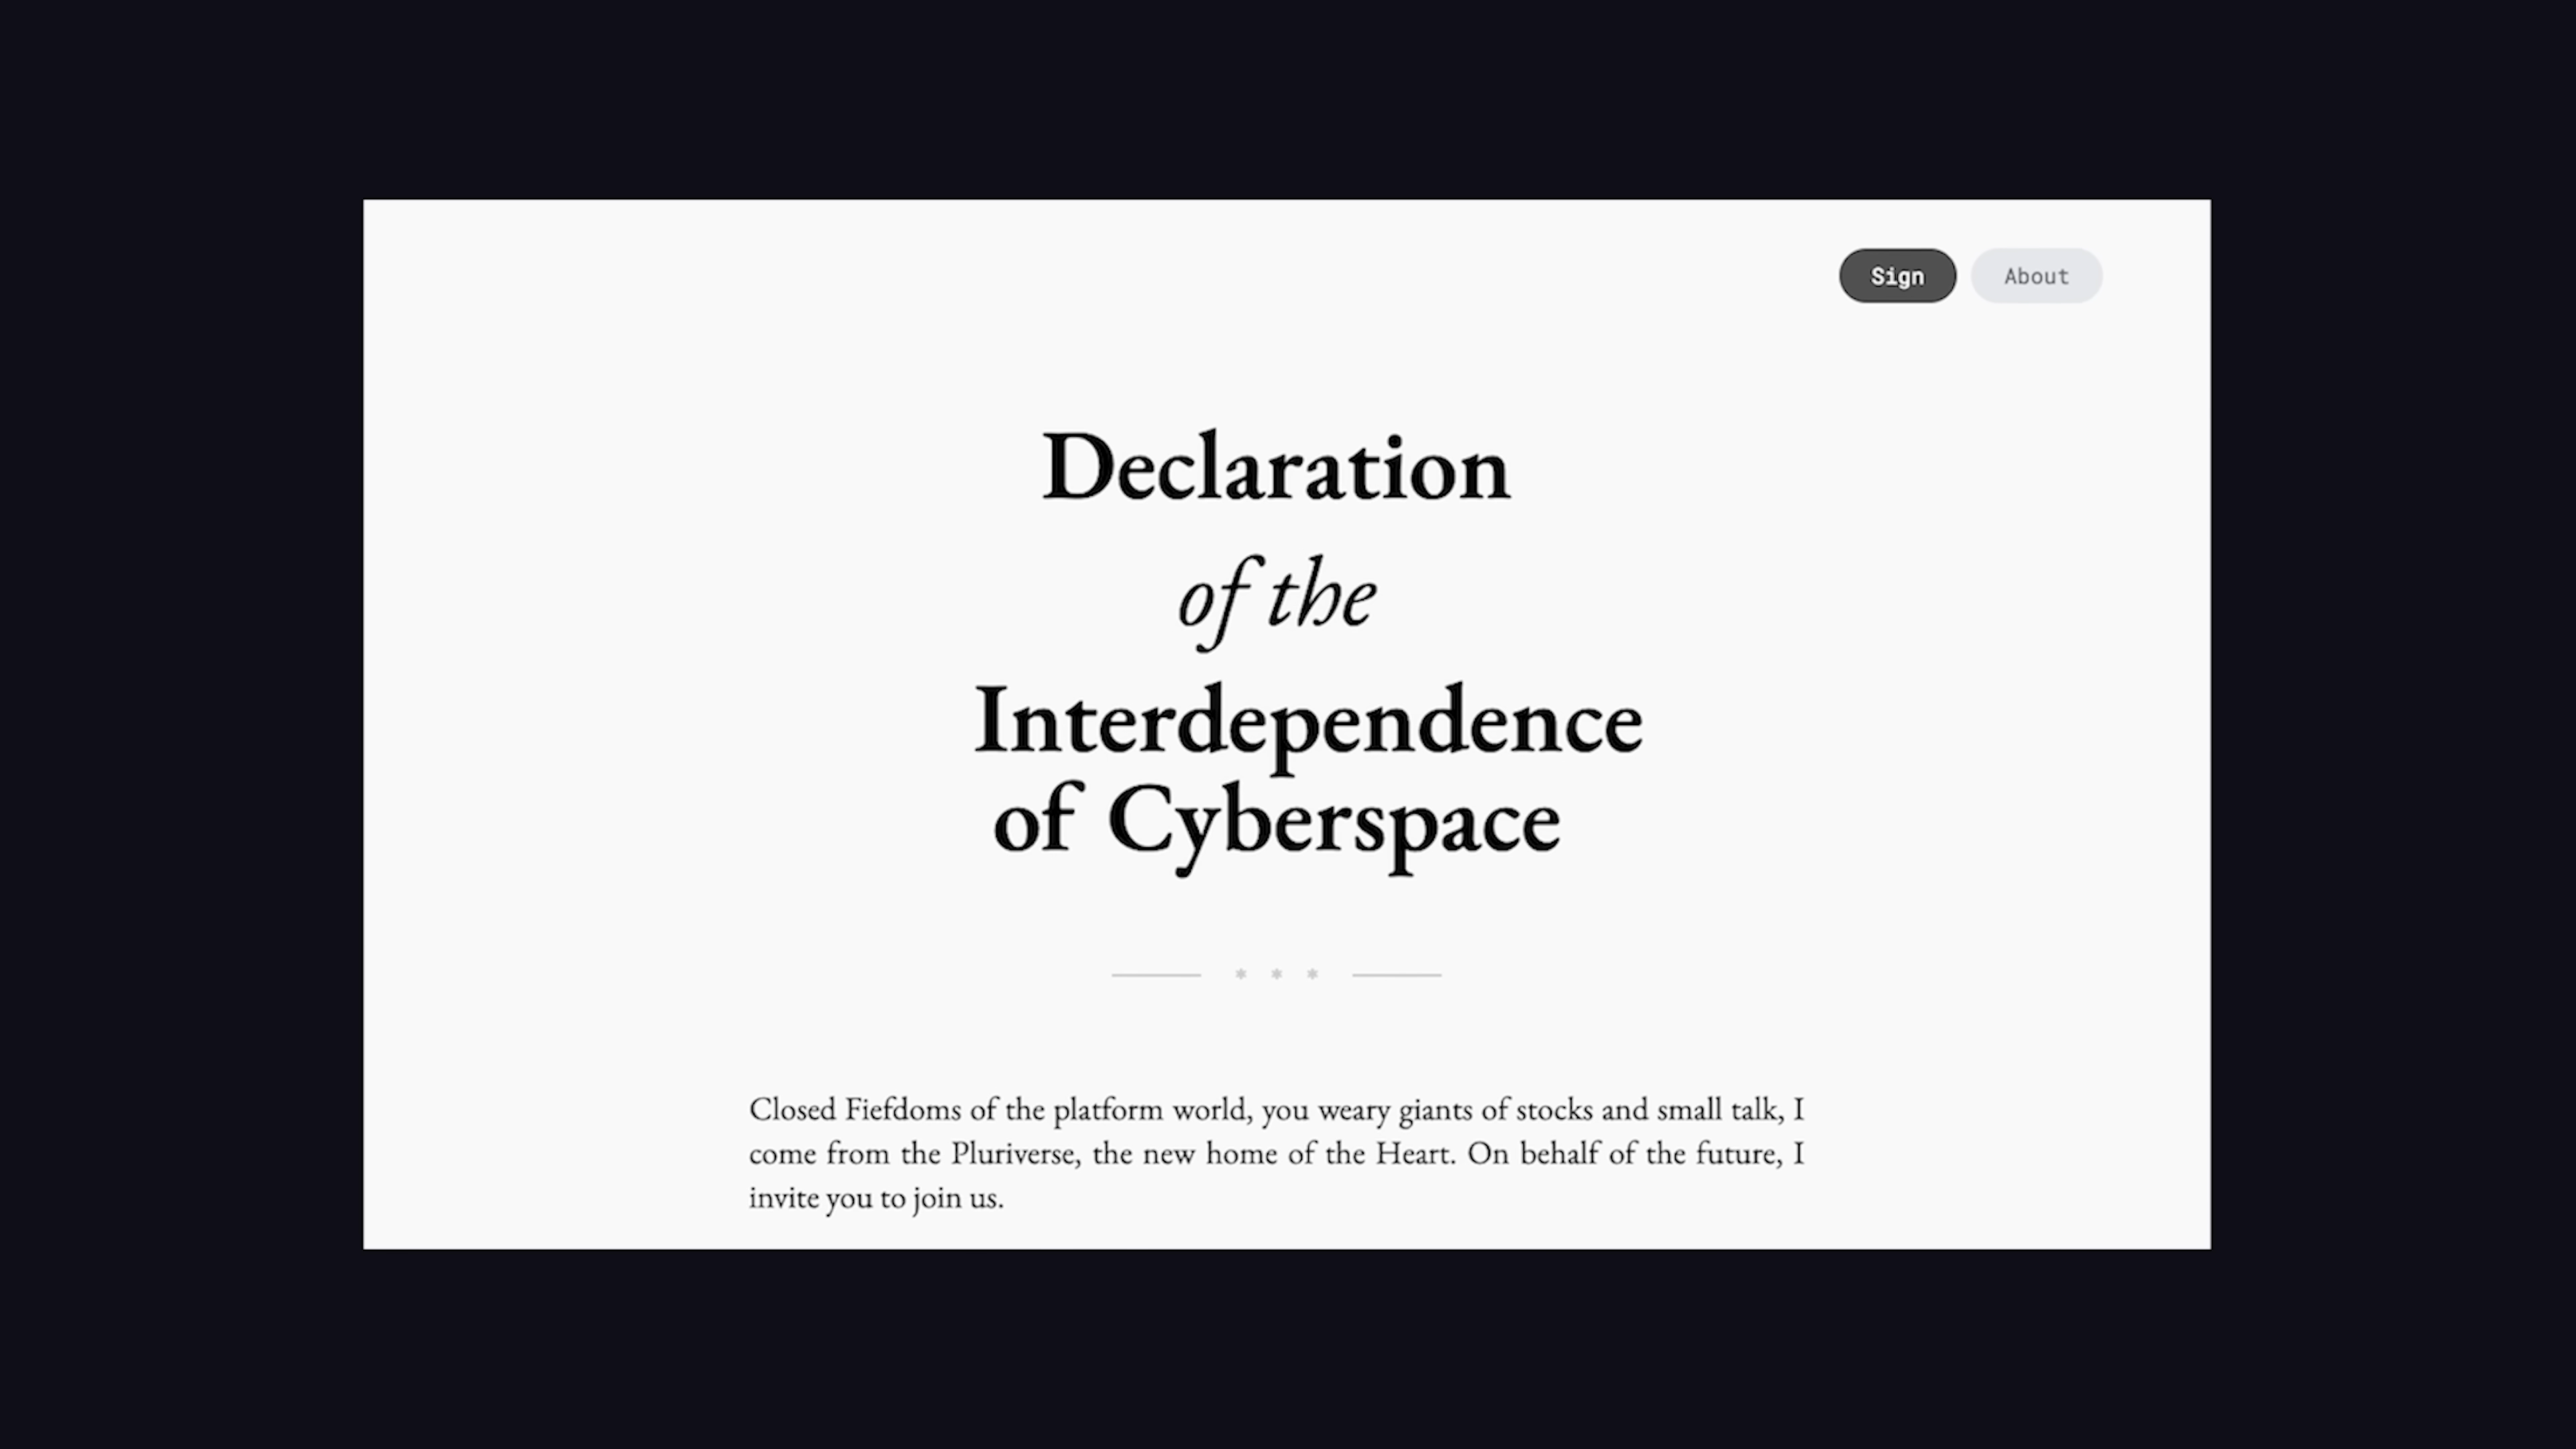 Sign About
Declaration
of the
Interdependence
of Cyberspace
* * *
Closed Fiefdoms of the platform world, you weary giants of stocks and small talk, I
come from the Pluriverse, the new home of the Heart. On behalf of the future, I
invite you to join us.